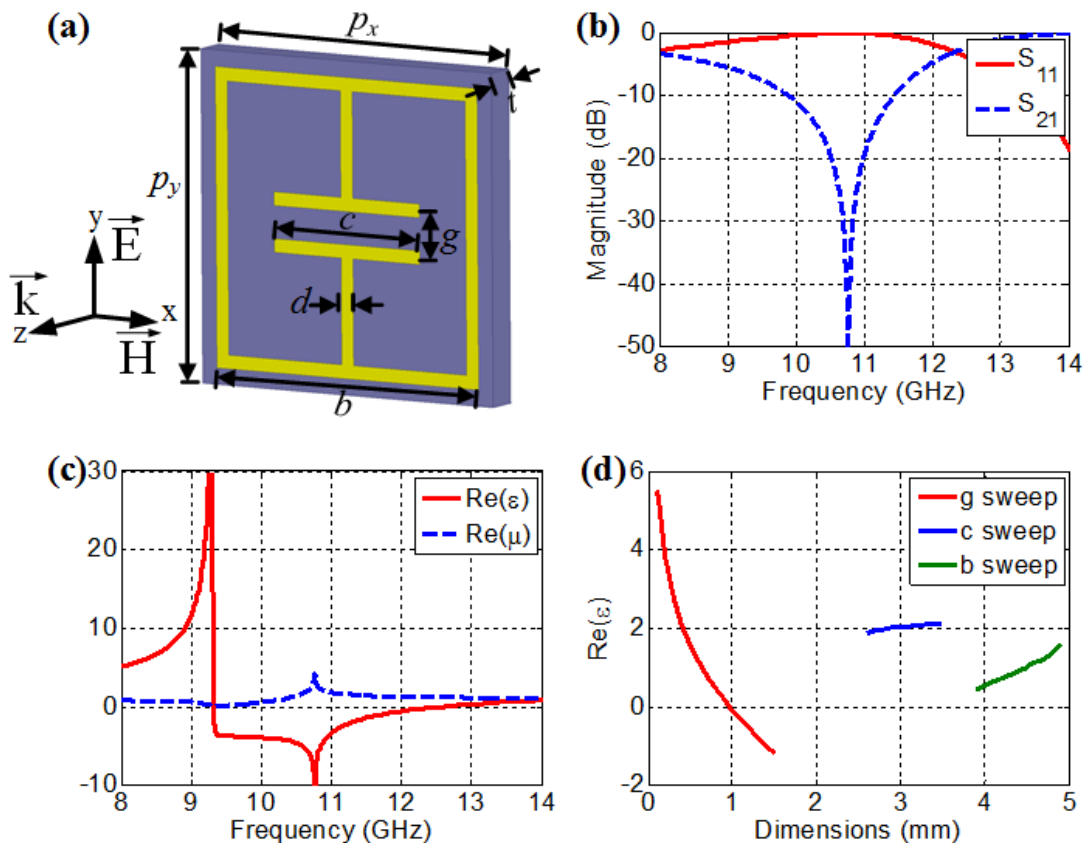 (a)
pₓ
t
p_y
c
g
d
b
y
E
k
x
z
H
(b)
0
-10
-20
-30
-40
-50
Magnitude (dB)
8 9 10 11 12 13 14
Frequency (GHz)
S₁₁
S₂₁
(c)
30
20
10
0
-10
8 9 10 11 12 13 14
Frequency (GHz)
Re(ε)
Re(μ)
(d)
6
4
2
0
-2
Re(ε)
0 1 2 3 4 5
Dimensions (mm)
g sweep
c sweep
b sweep